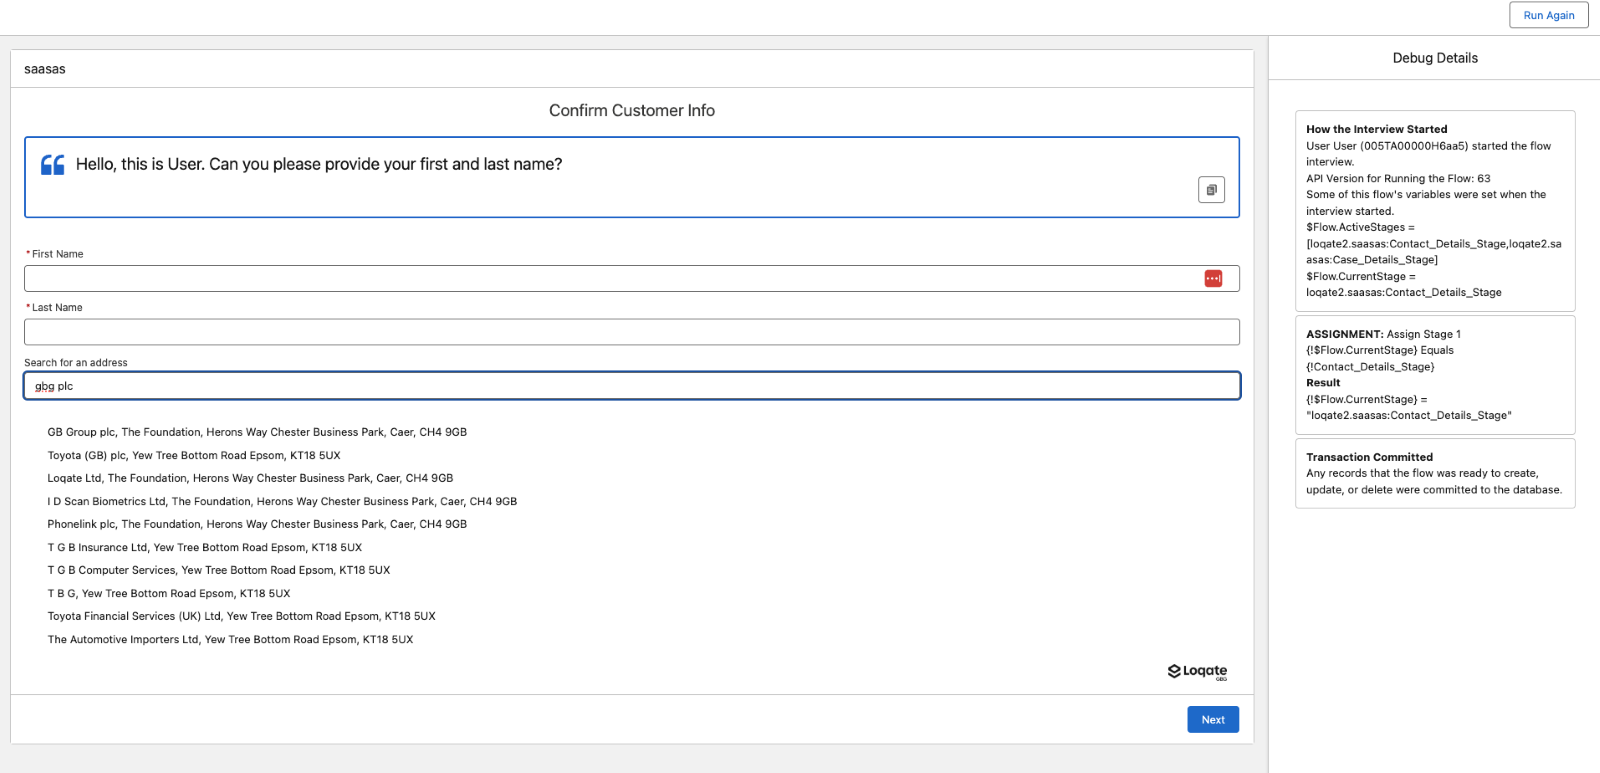 Run Again
saasas
Confirm Customer Info
Hello, this is User. Can you please provide your first and last name?
* First Name
* Last Name
Search for an address
gbg plc
GB Group plc, The Foundation, Herons Way Chester Business Park, Caer, CH4 9GB
Toyota (GB) plc, Yew Tree Bottom Road Epsom, KT18 5UX
Loqate Ltd, The Foundation, Herons Way Chester Business Park, Caer, CH4 9GB
I D Scan Biometrics Ltd, The Foundation, Herons Way Chester Business Park, Caer, CH4 9GB
Phonelink plc, The Foundation, Herons Way Chester Business Park, Caer, CH4 9GB
T G B Insurance Ltd, Yew Tree Bottom Road Epsom, KT18 5UX
T G B Computer Services, Yew Tree Bottom Road Epsom, KT18 5UX
T B G, Yew Tree Bottom Road Epsom, KT18 5UX
Toyota Financial Services (UK) Ltd, Yew Tree Bottom Road Epsom, KT18 5UX
The Automotive Importers Ltd, Yew Tree Bottom Road Epsom, KT18 5UX
Loqate
GBG
Next
Debug Details
How the Interview Started
User User (005TA00000H6aa5) started the flow
interview.
API Version for Running the Flow: 63
Some of this flow's variables were set when the
interview started.
$Flow.ActiveStages =
[loqate2.saasas:Contact_Details_Stage,loqate2.sa
asas:Case_Details_Stage]
$Flow.CurrentStage =
loqate2.saasas:Contact_Details_Stage
ASSIGNMENT: Assign Stage 1
{!$Flow.CurrentStage} Equals
{!Contact_Details_Stage}
Result
{!$Flow.CurrentStage} =
"loqate2.saasas:Contact_Details_Stage"
Transaction Committed
Any records that the flow was ready to create,
update, or delete were committed to the database.